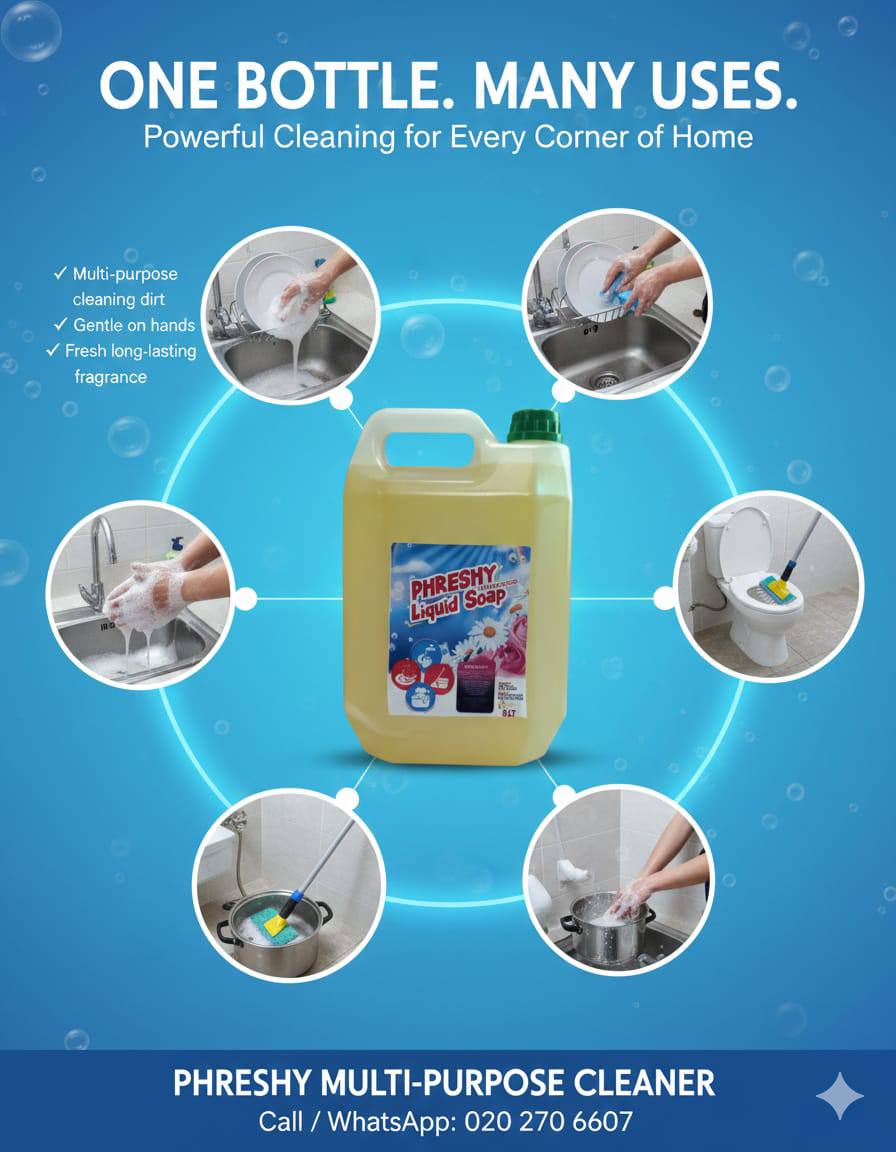 ONE BOTTLE. MANY USES.
Powerful Cleaning for Every Corner of Home
✓ Multi-purpose
cleaning dirt
✓ Gentle on hands
✓ Fresh long-lasting
fragrance
PHRESHY
Liquid Soap
8LT
PHRESHY MULTI-PURPOSE CLEANER
Call / WhatsApp: 020 270 6607